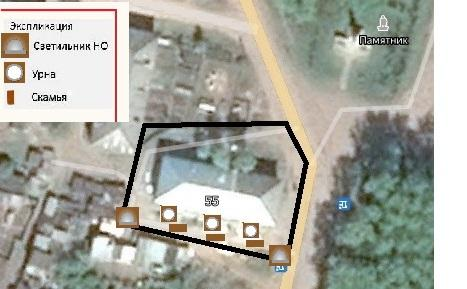 Экспликация
Светильник НО
Урна
Скамья
Памятник
55